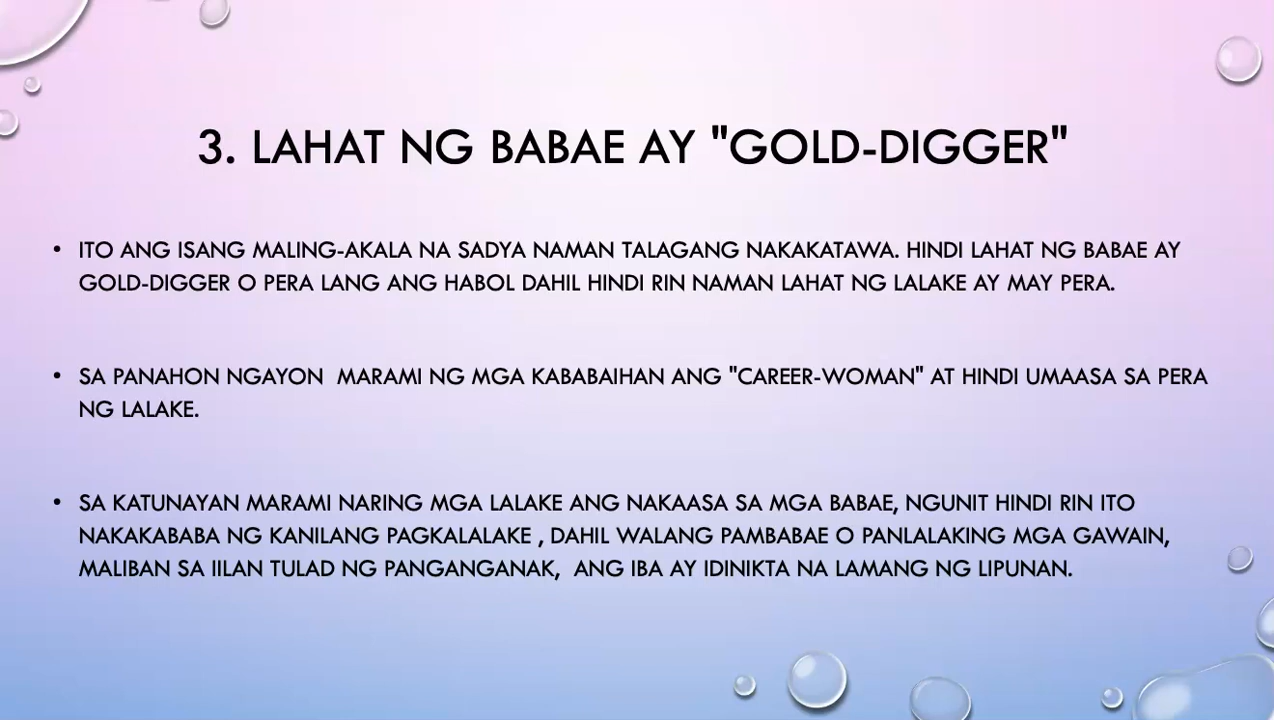 3. LAHAT NG BABAE AY "GOLD-DIGGER"
• ITO ANG ISANG MALING-AKALA NA SADYA NAMAN TALAGANG NAKAKATAWA. HINDI LAHAT NG BABAE AY
GOLD-DIGGER O PERA LANG ANG HABOL DAHIL HINDI RIN NAMAN LAHAT NG LALAKE AY MAY PERA.
• SA PANAHON NGAYON  MARAMI NG MGA KABABAIHAN ANG "CAREER-WOMAN" AT HINDI UMAASA SA PERA
NG LALAKE.
• SA KATUNAYAN MARAMI NARING MGA LALAKE ANG NAKAASA SA MGA BABAE, NGUNIT HINDI RIN ITO
NAKAKABABA NG KANILANG PAGKALALAKE , DAHIL WALANG PAMBABAE O PANLALAKING MGA GAWAIN,
MALIBAN SA IILAN TULAD NG PANGANGANAK,  ANG IBA AY IDINIKTA NA LAMANG NG LIPUNAN.